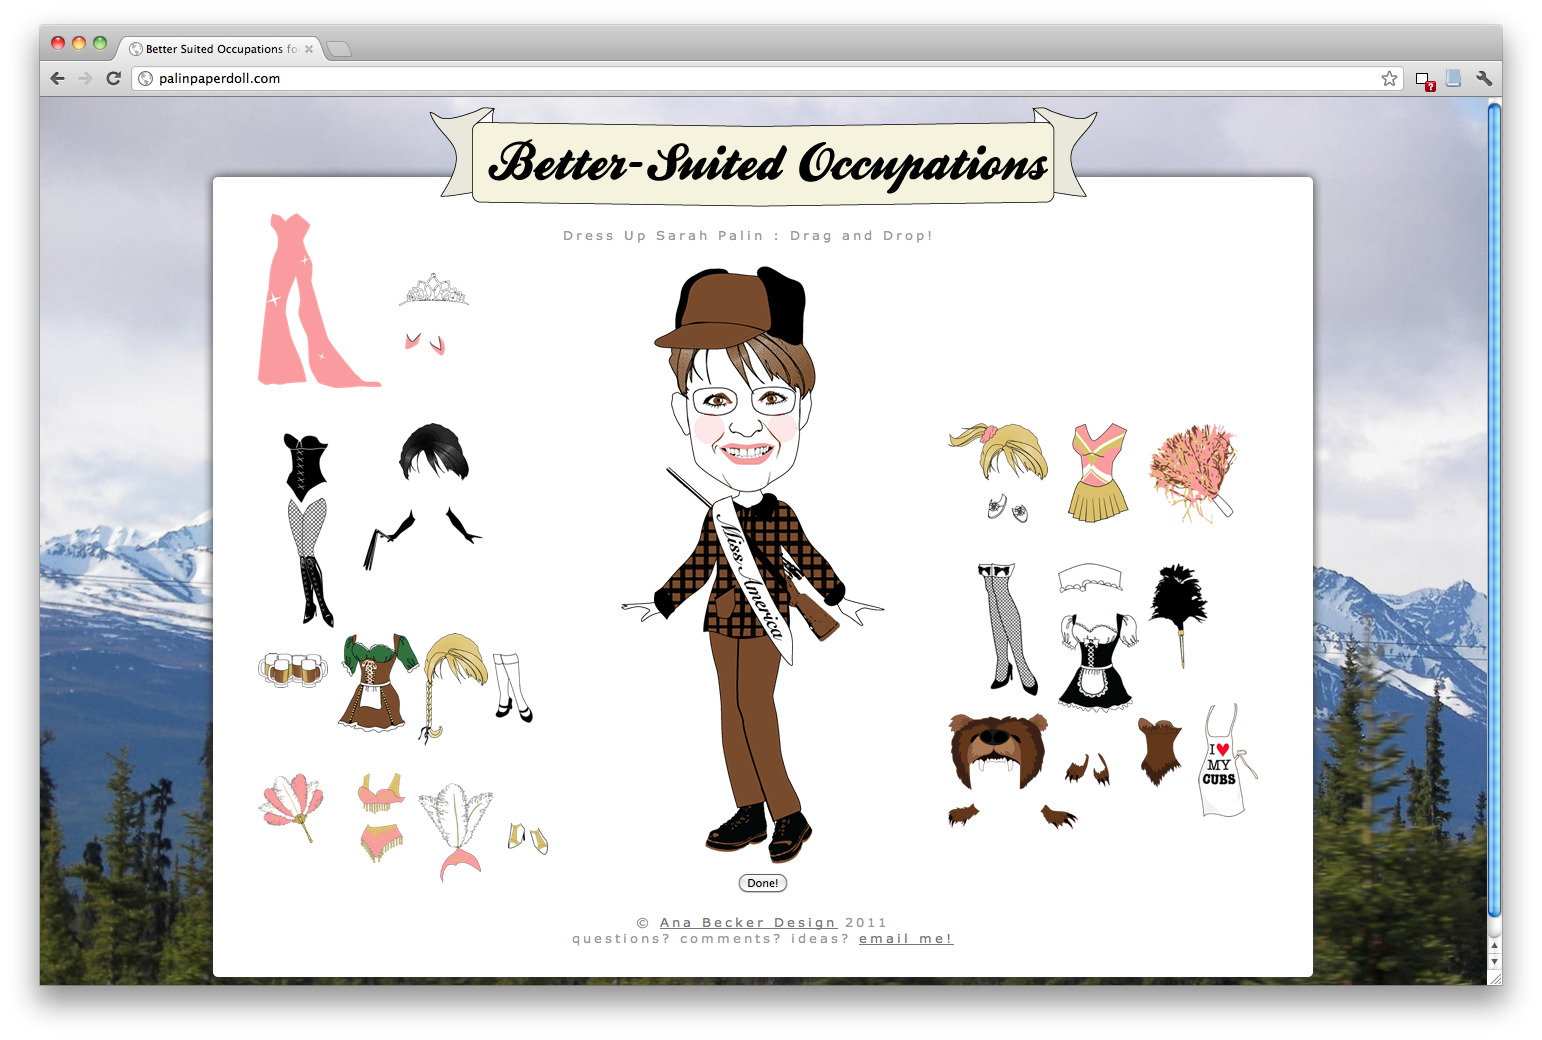 Better Suited Occupations fo
palinpaperdoll.com
Better-Suited Occupations
Dress Up Sarah Palin : Drag and Drop!
Miss America
I ♥
MY
CUBS
Done!
© Ana Becker Design 2011
questions? comments? ideas? email me!